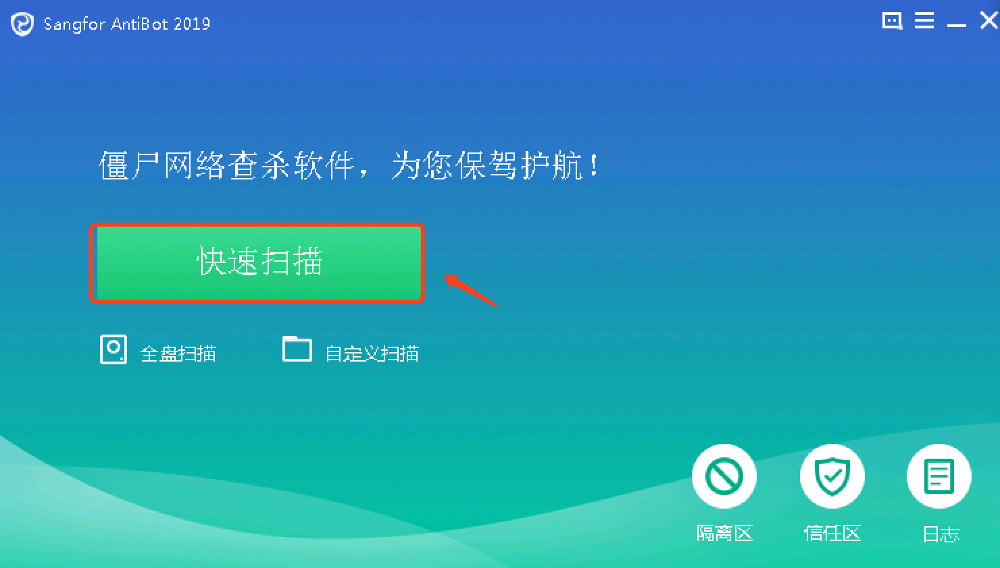 Sangfor AntiBot 2019
僵尸网络查杀软件，为您保驾护航！
快速扫描
全盘扫描
自定义扫描
隔离区
信任区
日志